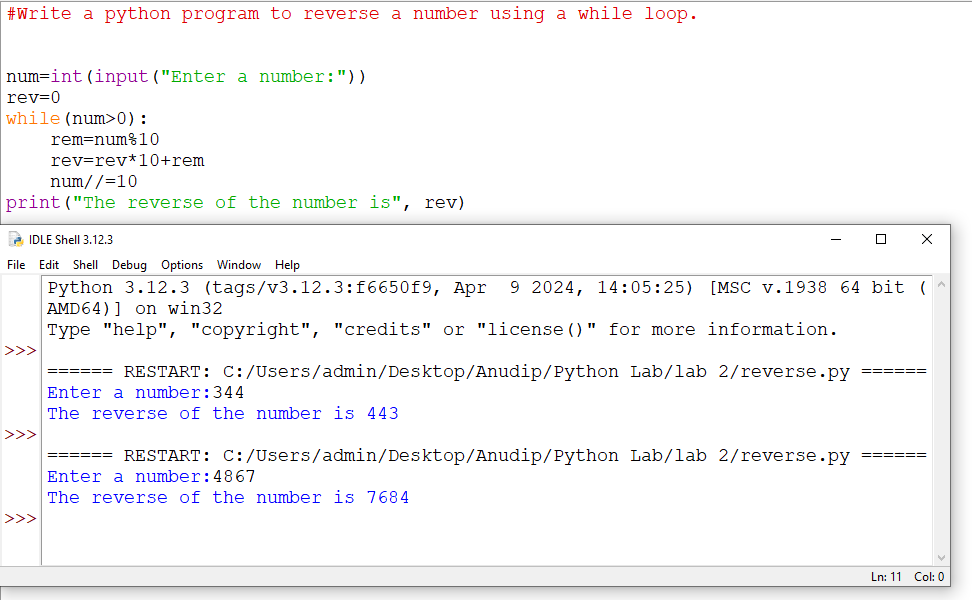 #Write a python program to reverse a number using a while loop.
num=int(input("Enter a number:"))
rev=0
while(num>0):
    rem=num%10
    rev=rev*10+rem
    num//=10
print("The reverse of the number is", rev)
IDLE Shell 3.12.3
File Edit Shell Debug Options Window Help
Python 3.12.3 (tags/v3.12.3:f6650f9, Apr  9 2024, 14:05:25) [MSC v.1938 64 bit (
AMD64)] on win32
Type "help", "copyright", "credits" or "license()" for more information.
>>>
====== RESTART: C:/Users/admin/Desktop/Anudip/Python Lab/lab 2/reverse.py ======
Enter a number:344
The reverse of the number is 443
>>>
====== RESTART: C:/Users/admin/Desktop/Anudip/Python Lab/lab 2/reverse.py ======
Enter a number:4867
The reverse of the number is 7684
>>>
Ln: 11 Col: 0